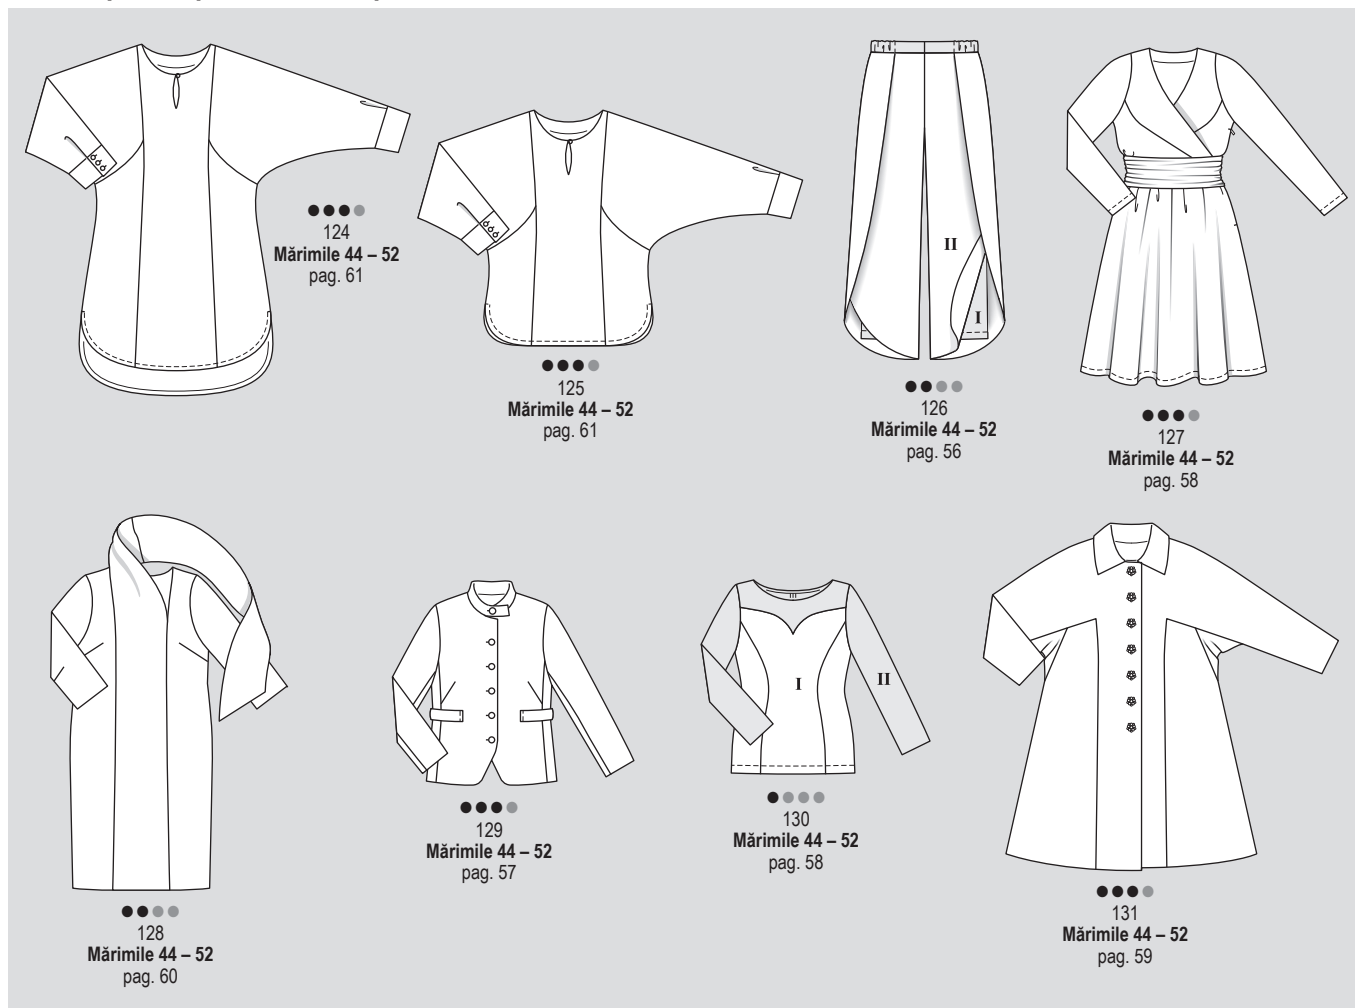 124
Mărimile 44 – 52
pag. 61
125
Mărimile 44 – 52
pag. 61
II
I
126
Mărimile 44 – 52
pag. 56
127
Mărimile 44 – 52
pag. 58
128
Mărimile 44 – 52
pag. 60
129
Mărimile 44 – 52
pag. 57
I
II
130
Mărimile 44 – 52
pag. 58
131
Mărimile 44 – 52
pag. 59